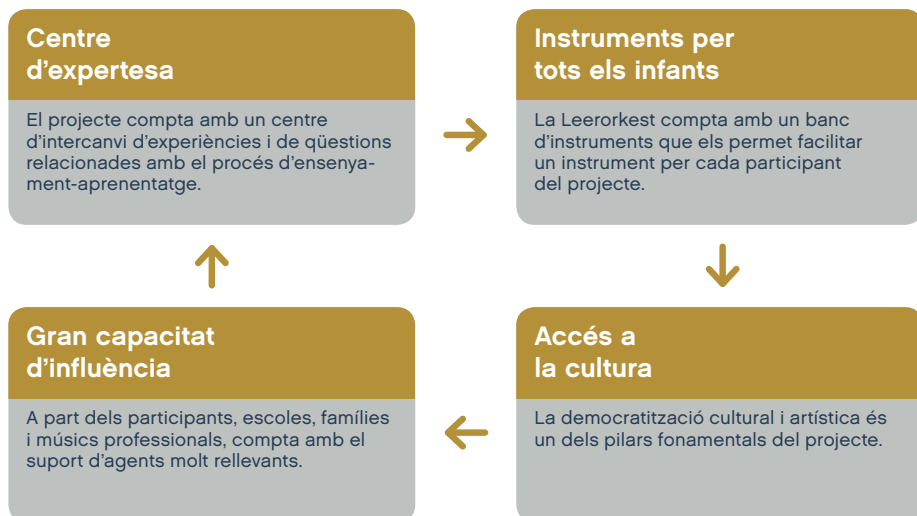 Centre
d’expertesa
El projecte compta amb un centre
d’intercanvi d’experiències i de qüestions
relacionades amb el procés d’ensenya-
ment-aprenentatge.
Instruments per
tots els infants
La Leerorkest compta amb un banc
d’instruments que els permet facilitar
un instrument per cada participant
del projecte.
Gran capacitat
d’influència
A part dels participants, escoles, famílies
i músics professionals, compta amb el
suport d’agents molt rellevants.
Accés a
la cultura
La democratització cultural i artística és
un dels pilars fonamentals del projecte.